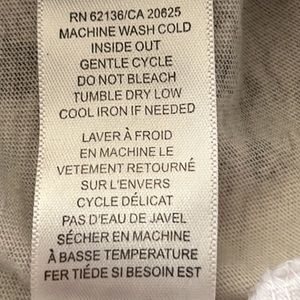 RN 62136/CA 20625
MACHINE WASH COLD
INSIDE OUT
GENTLE CYCLE
DO NOT BLEACH
TUMBLE DRY LOW
COOL IRON IF NEEDED
LAVER À FROID
EN MACHINE LE
VETEMENT RETOURNÉ
SUR L'ENVERS
CYCLE DÉLICAT
PAS D'EAU DE JAVEL
SÉCHER EN MACHINE
À BASSE TEMPERATURE
FER TIÉDE SI BESOIN EST